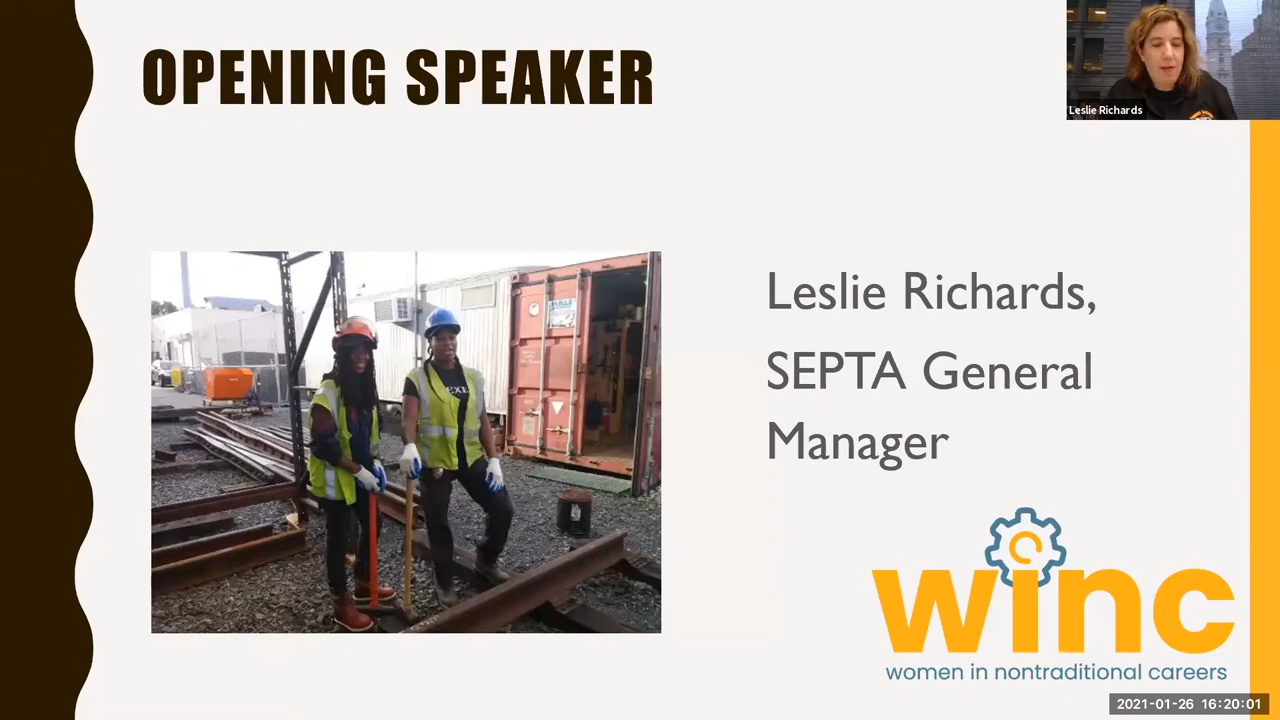 OPENING SPEAKER
Leslie Richards
Leslie Richards,
SEPTA General
Manager
winc
women in nontraditional careers
2021-01-26 16:20:01